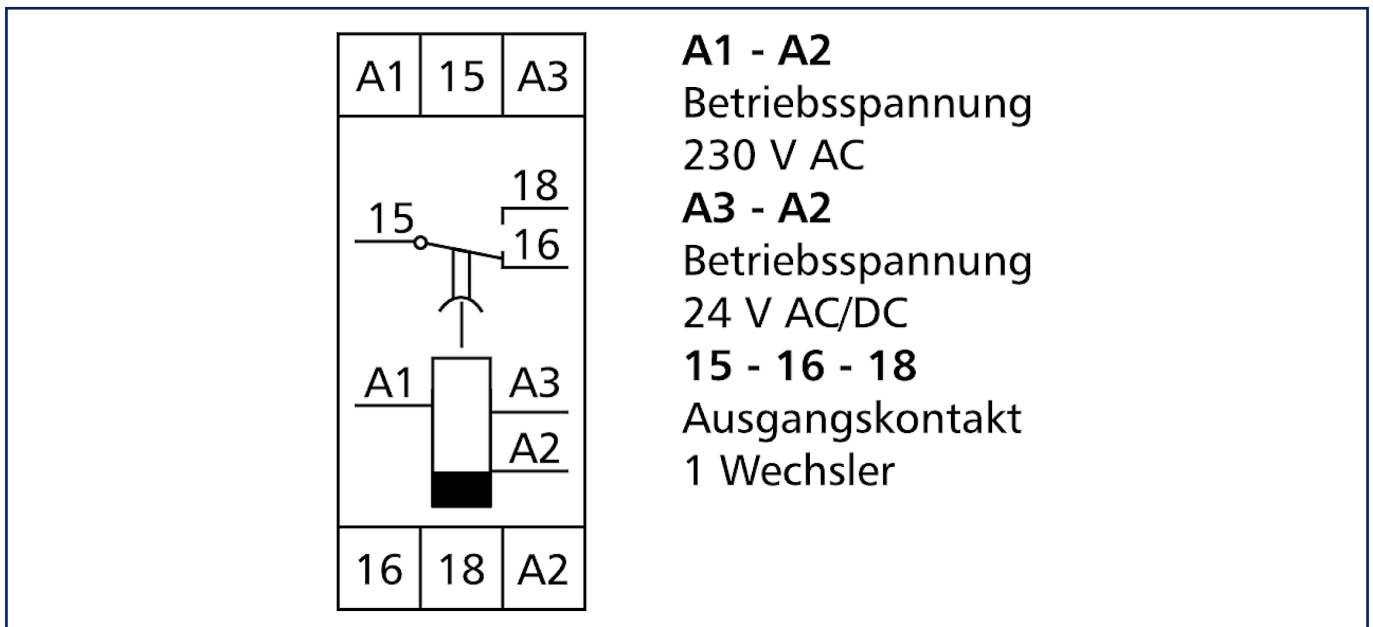 A1 15 A3
18
15
16
A1 A3
A2
16 18 A2
A1 - A2
Betriebsspannung
230 V AC
A3 - A2
Betriebsspannung
24 V AC/DC
15 - 16 - 18
Ausgangskontakt
1 Wechsler